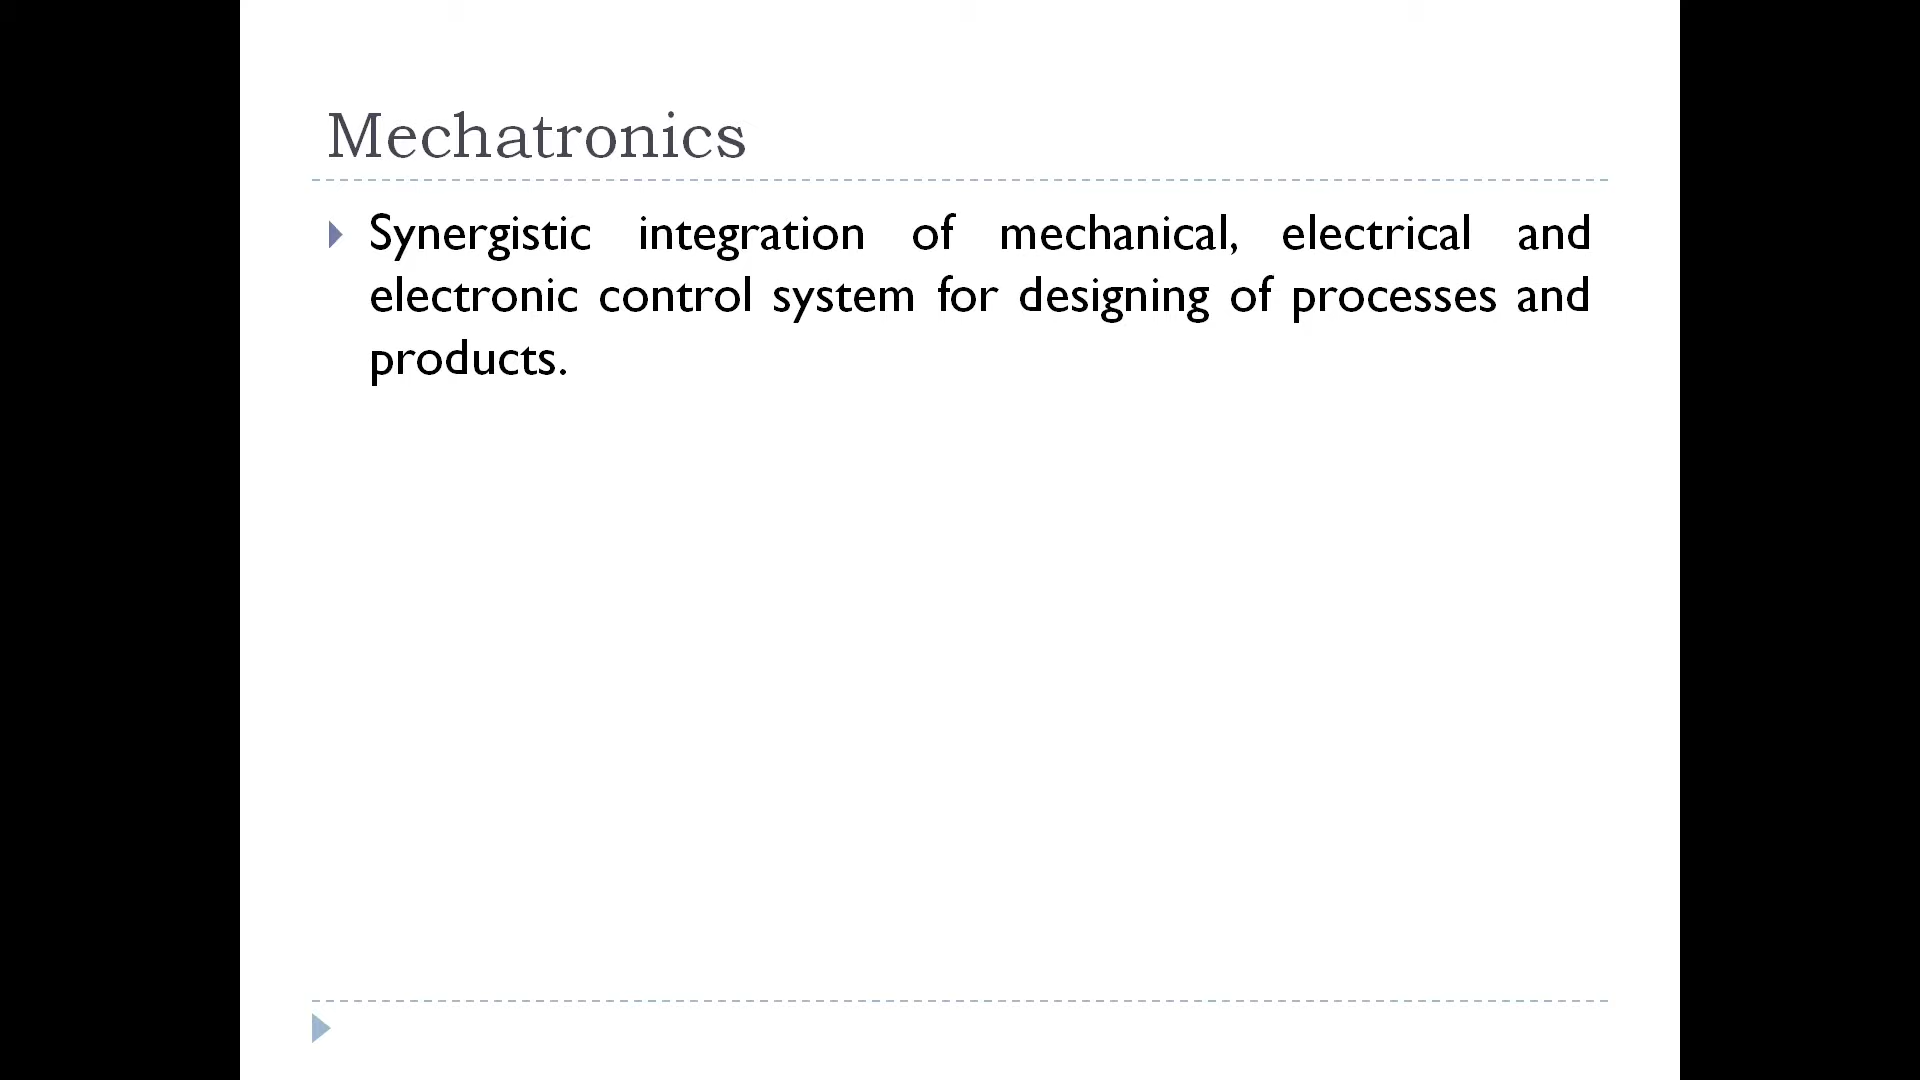 Mechatronics
Synergistic integration of mechanical, electrical and
electronic control system for designing of processes and
products.